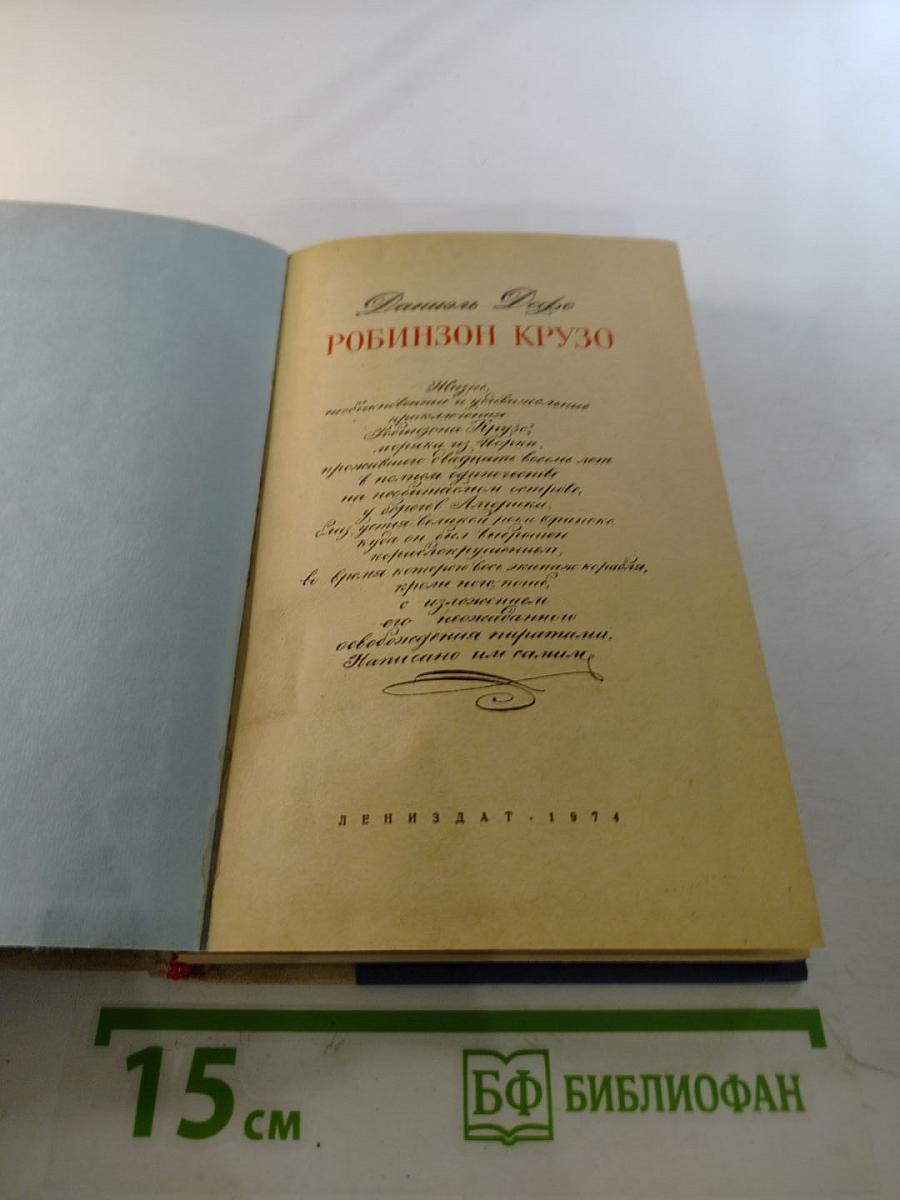 Даниэль Дефо
РОБИНЗОН КРУЗО
Жизнь,
необыкновенные и удивительные
приключения
Робинзона Крузо,
моряка из Йорка,
прожившего двадцать восемь лет
в полном одиночестве
на необитаемом острове,
у берегов Америки,
близ устья великой реки Ориноко,
куда он был выброшен
кораблекрушением,
во время которого весь экипаж корабля,
кроме него, погиб,
с изложением
его неожиданного
освобождения пиратами.
Написано им самим.
ЛЕНИЗДАТ · 1974
15 см
БФ БИБЛИОФАН